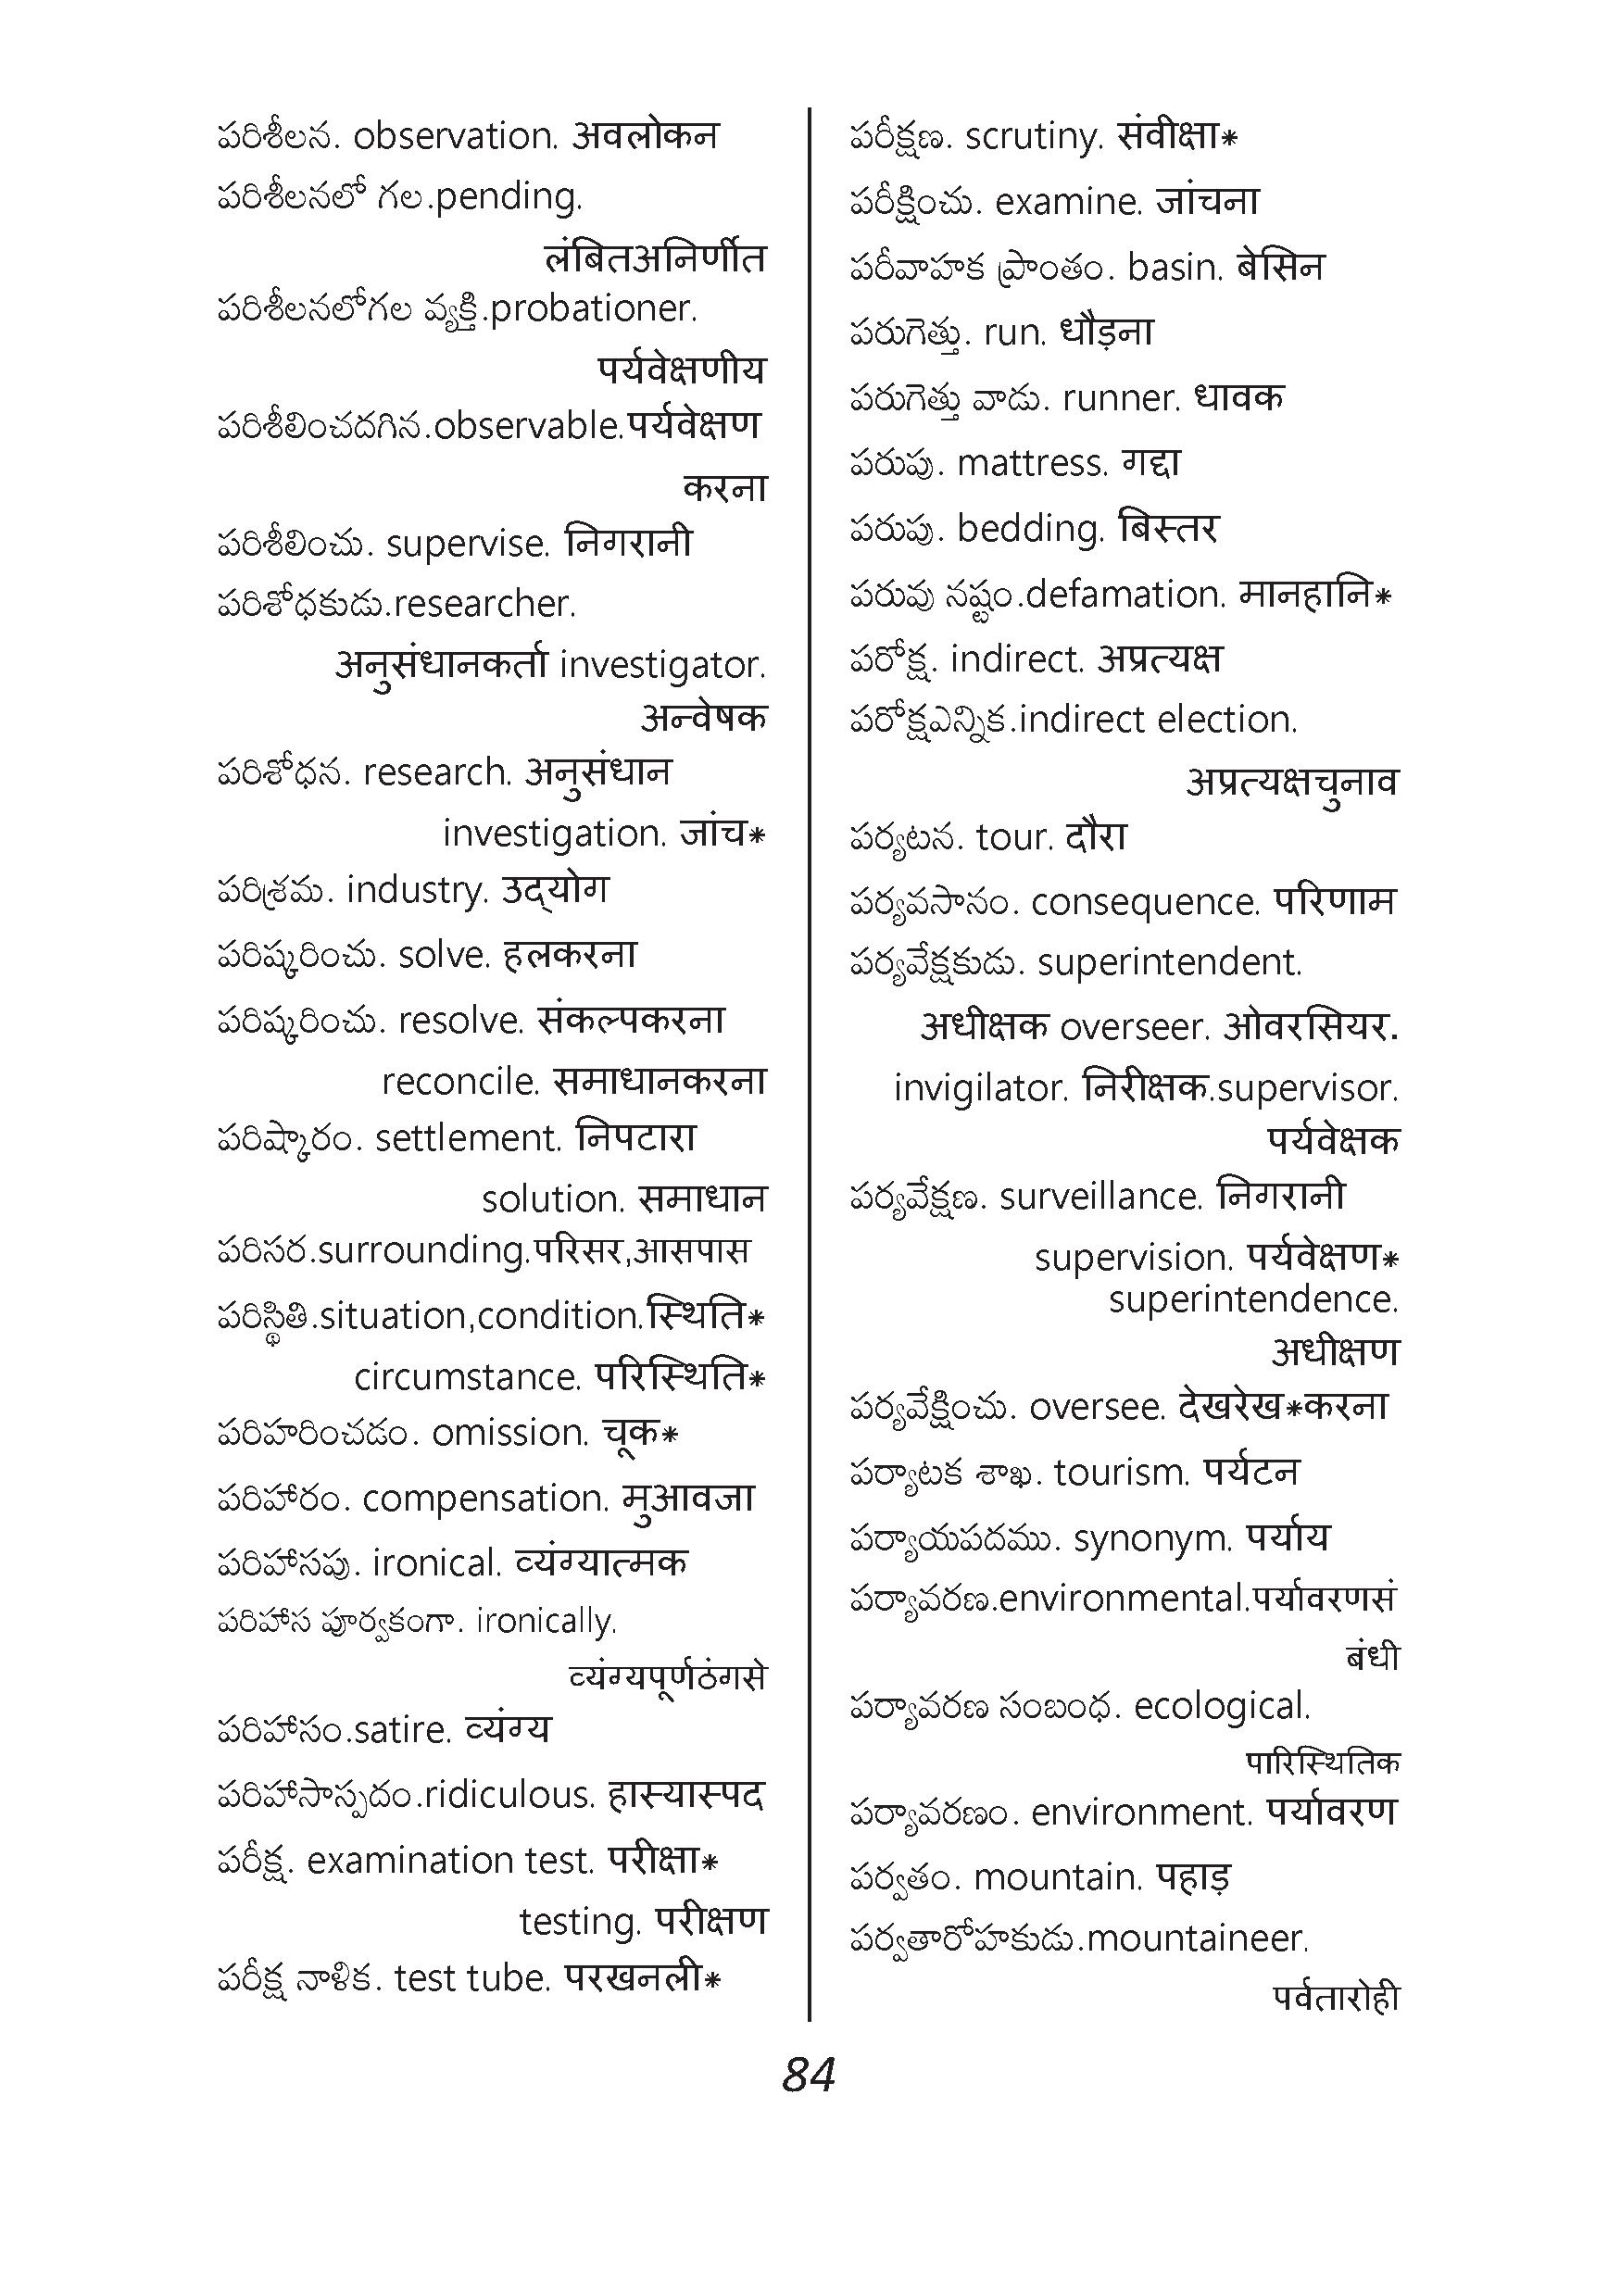 పరిశీలన. observation. अवलोकन
పరిశీలనలో గల.pending.
लंबितअनिर्णीत
పరిశీలనలోగల వ్యక్తి.probationer.
पर्यवेक्षणीय
పరిశీలించదగిన.observable.पर्यवेक्षण
करना
పరిశీలించు. supervise. निगरानी
పరిశోధకుడు.researcher.
अनुसंधानकर्ता investigator.
अन्वेषक
పరిశోధన. research. अनुसंधान
investigation. जांच*
పరిశ్రమ. industry. उद्‌योग
పరిష్కరించు. solve. हलकरना
పరిష్కరించు. resolve. संकल्पकरना
reconcile. समाधानकरना
పరిష్కారం. settlement. निपटारा
solution. समाधान
పరిసర.surrounding.परिसर,आसपास
పరిస్థితి.situation,condition.स्थिति*
circumstance. परिस्थिति*
పరిహరించడం. omission. चूक*
పరిహారం. compensation. मुआवजा
పరిహాసపు. ironical. व्यंग्यात्मक
పరిహాస పూర్వకంగా. ironically.
व्यंग्यपूर्णठंगसे
పరిహాసం.satire. व्यंग्य
పరిహాసాస్పదం.ridiculous. हास्यास्पद
పరీక్ష. examination test. परीक्षा*
testing. परीक्षण
పరీక్ష నాళిక. test tube. परखनली*
పరీక్షణ. scrutiny. संवीक्षा*
పరీక్షించు. examine. जांचना
పరీవాహక ప్రాంతం. basin. बेसिन
పరుగెత్తు. run. धौड़ना
పరుగెత్తు వాడు. runner. धावक
పరుపు. mattress. गद्दा
పరుపు. bedding. बिस्तर
పరువు నష్టం.defamation. मानहानि*
పరోక్ష. indirect. अप्रत्यक्ष
పరోక్షఎన్నిక.indirect election.
अप्रत्यक्षचुनाव
పర్యటన. tour. दौरा
పర్యవసానం. consequence. परिणाम
పర్యవేక్షకుడు. superintendent.
अधीक्षक overseer. ओवरसियर.
invigilator. निरीक्षक.supervisor.
पर्यवेक्षक
పర్యవేక్షణ. surveillance. निगरानी
supervision. पर्यवेक्षण*
superintendence.
अधीक्षण
పర్యవేక్షించు. oversee. देखरेख*करना
పర్యాటక శాఖ. tourism. पर्यटन
పర్యాయపదము. synonym. पर्याय
పర్యావరణ.environmental.पर्यावरणसं
बंधी
పర్యావరణ సంబంధ. ecological.
पारिस्थितिक
పర్యావరణం. environment. पर्यावरण
పర్వతం. mountain. पहाड़
పర్వతారోహకుడు.mountaineer.
पर्वतारोही
84